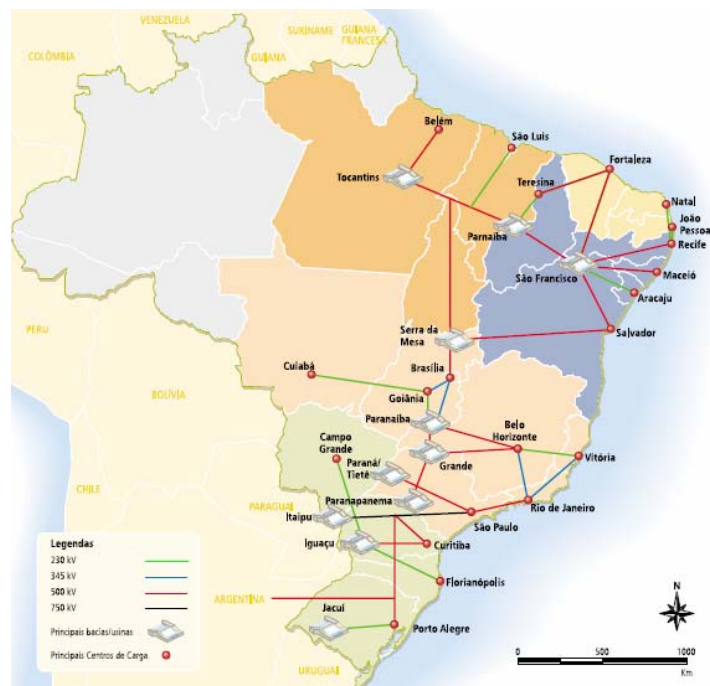 VENEZUELA
COLÔMBIA
SURINAME
GUIANA
FRANCESA
GUIANA
Belém
São Luis
Fortaleza
Tocantins
Teresina
Natal
João
Pessoa
Parnaíba
Recife
São Francisco
Maceió
Aracaju
PERU
Serra da
Mesa
Salvador
Cuiabá
Brasília
BOLÍVIA
Goiânia
Paranaíba
Belo
Horizonte
Campo
Grande
Paraná/
Tietê
Grande
Vitória
CHILE
Paranapanema
PARAGUAI
Itaipu
São Paulo
Rio de Janeiro
Iguaçu
Curitiba
Legendas
230 kV
345 kV
500 kV
750 kV
Principais bacias/usinas
Principais Centros de Carga
Florianópolis
ARGENTINA
Jacuí
Porto Alegre
URUGUAI
N
0 500 1000
Km